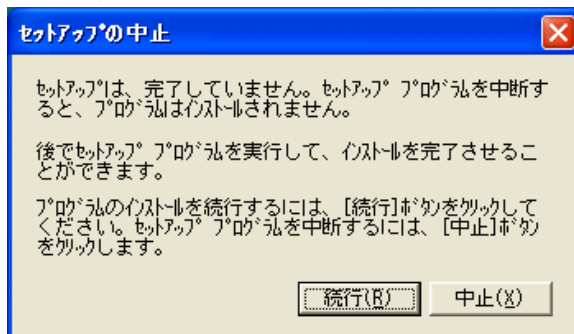 ｾｯﾄｱｯﾌﾟの中止
ｾｯﾄｱｯﾌﾟは、完了していません。ｾｯﾄｱｯﾌﾟ ﾌﾟﾛｸﾞﾗﾑを中断す
ると、ﾌﾟﾛｸﾞﾗﾑはｲﾝｽﾄｰﾙされません。
後でｾｯﾄｱｯﾌﾟ ﾌﾟﾛｸﾞﾗﾑを実行して、ｲﾝｽﾄｰﾙを完了させるこ
とができます。
ﾌﾟﾛｸﾞﾗﾑのｲﾝｽﾄｰﾙを続行するには、[続行]ﾎﾞﾀﾝをｸﾘｯｸして
ください。ｾｯﾄｱｯﾌﾟ ﾌﾟﾛｸﾞﾗﾑを中断するには、[中止]ﾎﾞﾀﾝ
をｸﾘｯｸします。
続行(R) 中止(X)